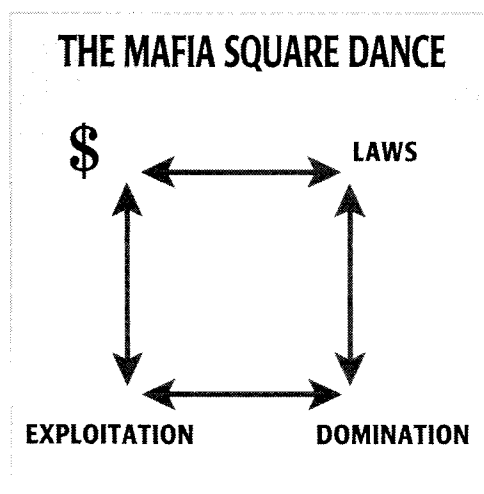 THE MAFIA SQUARE DANCE
$
LAWS
EXPLOITATION
DOMINATION